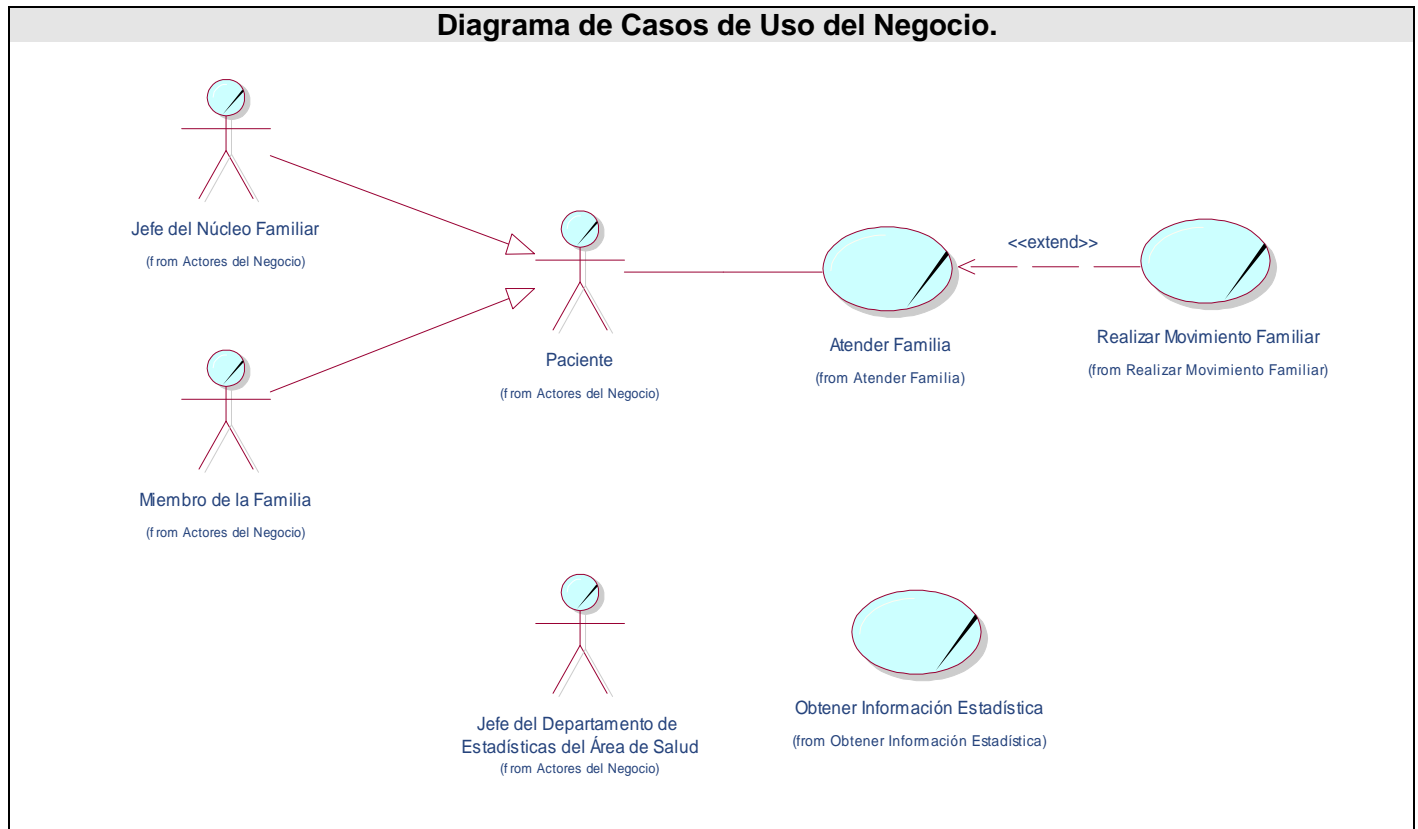 Diagrama de Casos de Uso del Negocio.
Jefe del Núcleo Familiar
(from Actores del Negocio)
Miembro de la Familia
(from Actores del Negocio)
Paciente
(from Actores del Negocio)
Atender Familia
(from Atender Familia)
<<extend>>
Realizar Movimiento Familiar
(from Realizar Movimiento Familiar)
Jefe del Departamento de
Estadísticas del Área de Salud
(from Actores del Negocio)
Obtener Información Estadística
(from Obtener Información Estadística)